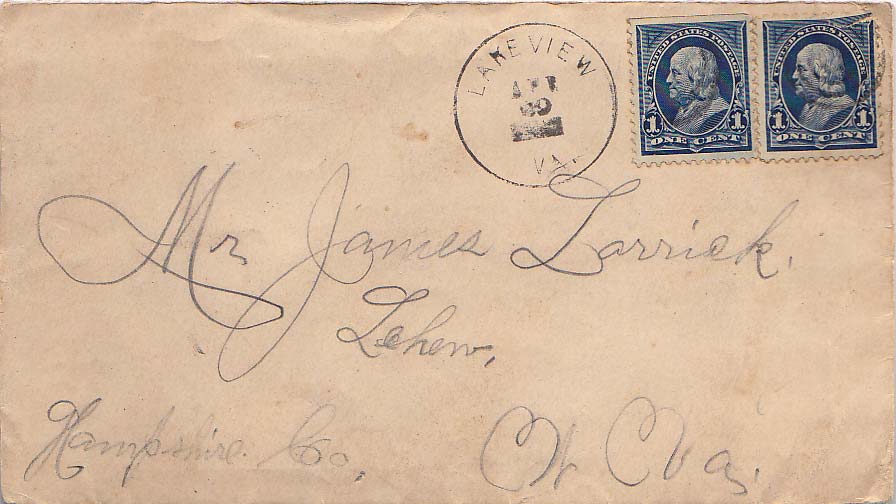 LAKEVIEW
APR
30
VA.
UNITED STATES POSTAGE
1 1
ONE CENT
UNITED STATES POSTAGE
1 1
ONE CENT
Mr James Larrick.
Lehew,
Hampshire Co, W Va.